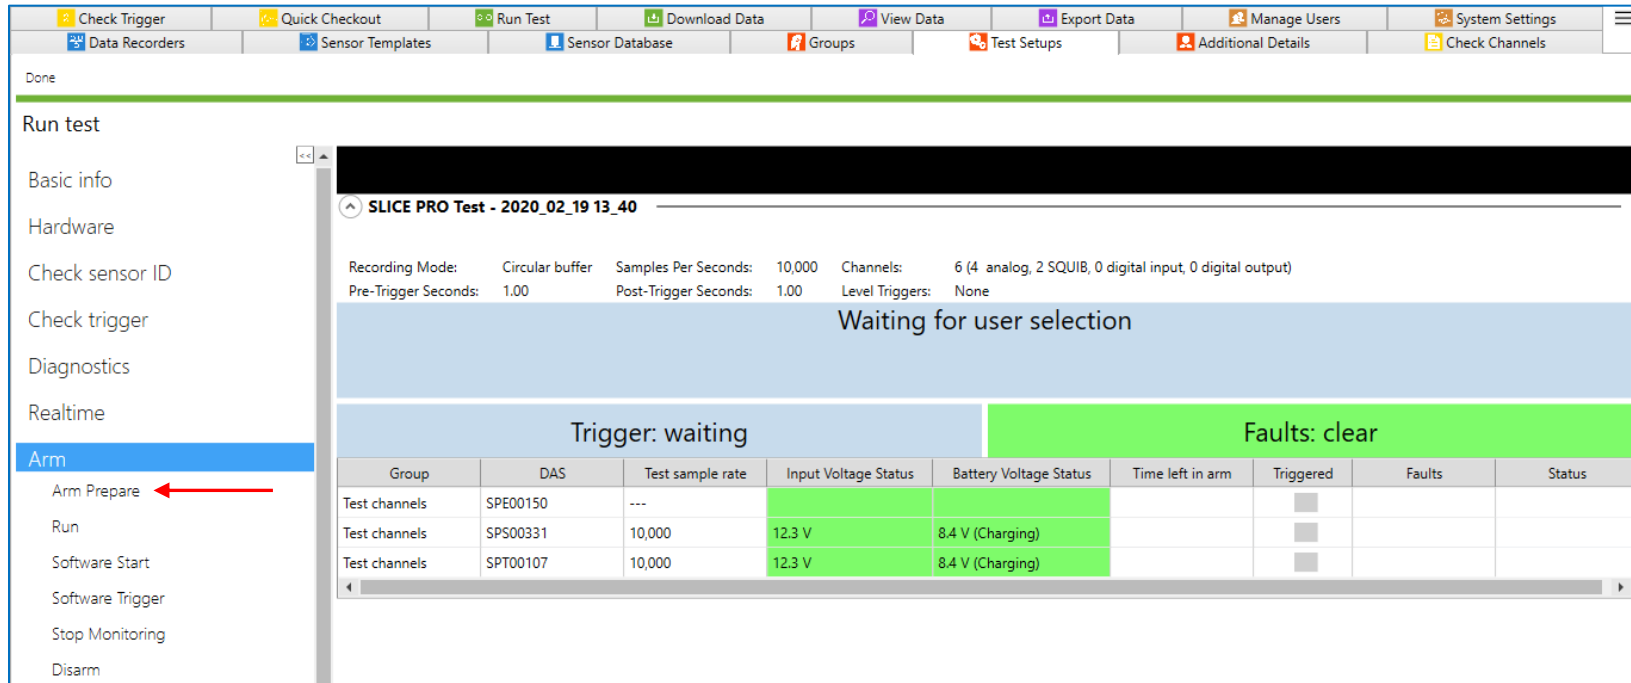 Check Trigger Quick Checkout Run Test Download Data View Data Export Data Manage Users System Settings
Data Recorders Sensor Templates Sensor Database Groups Test Setups Additional Details Check Channels
Done
Run test
<<
Basic info
Hardware
Check sensor ID
Check trigger
Diagnostics
Realtime
Arm
Arm Prepare
Run
Software Start
Software Trigger
Stop Monitoring
Disarm
SLICE PRO Test - 2020_02_19 13_40
Recording Mode: Circular buffer Samples Per Seconds: 10,000 Channels: 6 (4 analog, 2 SQUIB, 0 digital input, 0 digital output)
Pre-Trigger Seconds: 1.00 Post-Trigger Seconds: 1.00 Level Triggers: None
Waiting for user selection
Trigger: waiting Faults: clear
Group DAS Test sample rate Input Voltage Status Battery Voltage Status Time left in arm Triggered Faults Status
Test channels SPE00150 ---
Test channels SPS00331 10,000 12.3 V 8.4 V (Charging)
Test channels SPT00107 10,000 12.3 V 8.4 V (Charging)